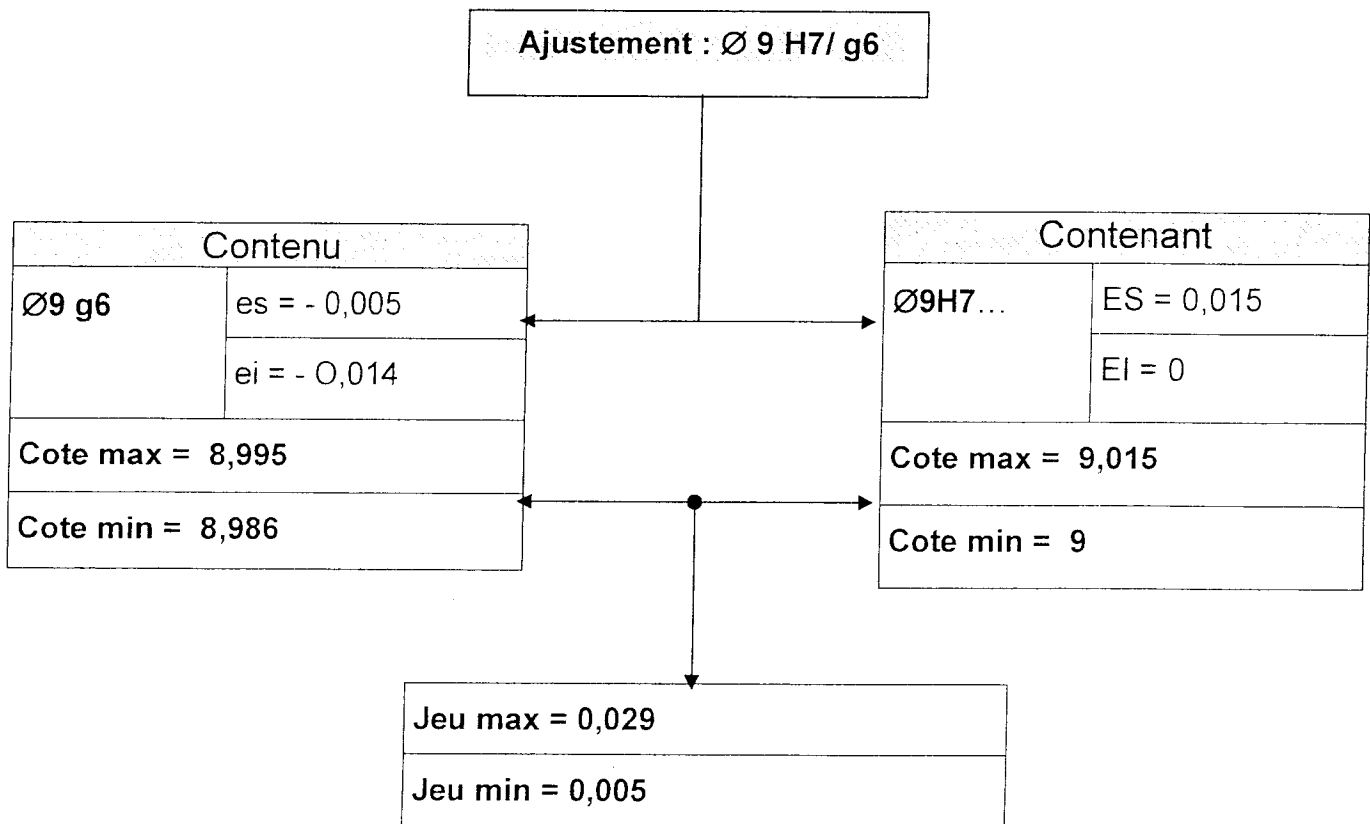 Ajustement : Ø 9 H7/ g6
Contenu
Ø9 g6
es = - 0,005
ei = - O,014
Cote max = 8,995
Cote min = 8,986
Contenant
Ø9H7...
ES = 0,015
EI = 0
Cote max = 9,015
Cote min = 9
Jeu max = 0,029
Jeu min = 0,005